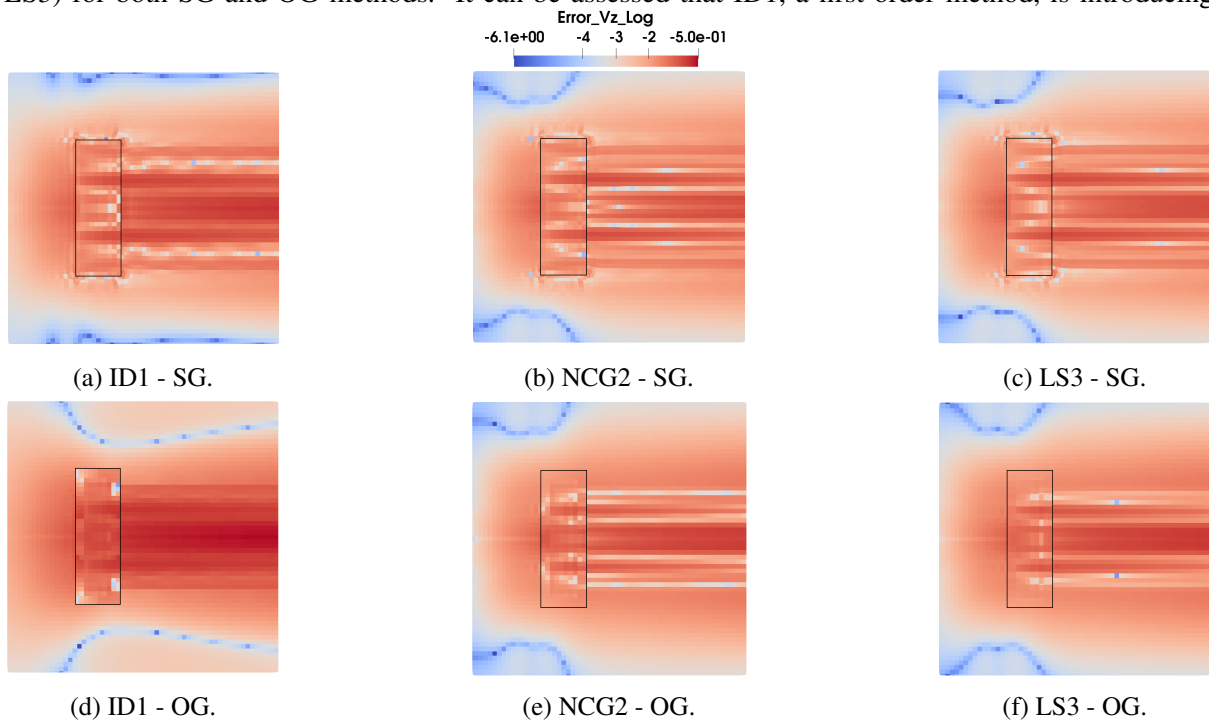 LS3) for both SG and OG methods. It can be assessed that ID1, a first order method, is introducing
Error_Vz_Log
-6.1e+00 -4 -3 -2 -5.0e-01
(a) ID1 - SG.
(b) NCG2 - SG.
(c) LS3 - SG.
(d) ID1 - OG.
(e) NCG2 - OG.
(f) LS3 - OG.